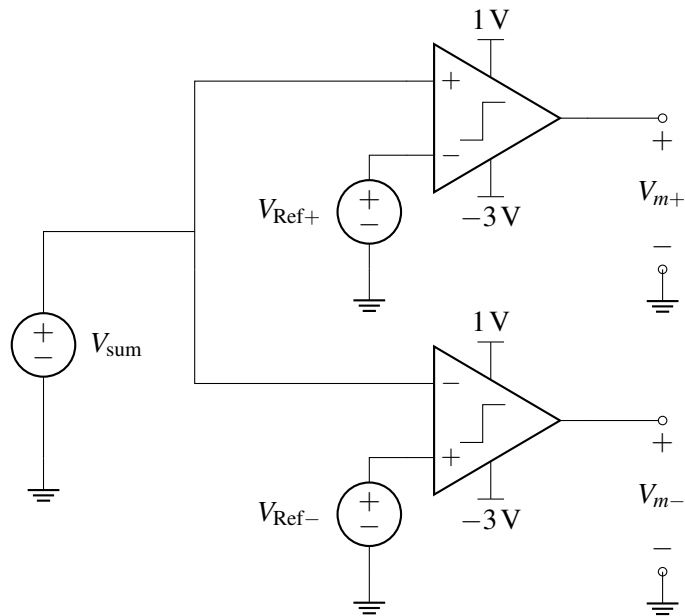 1 V
+
−
+
V_Ref+
+
−
−3 V
V_m+
−
+
−
V_sum
1 V
−
+
+
V_Ref−
+
−
−3 V
V_m−
−